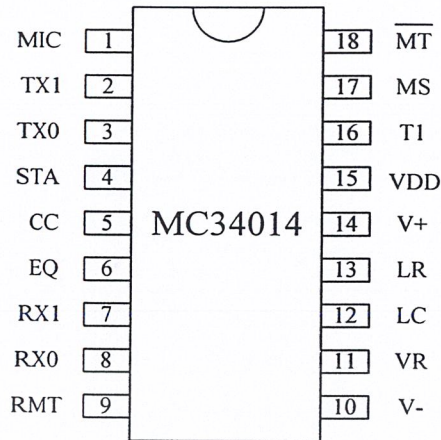 MIC 1 18 M̅T̅
TX1 2 17 MS
TX0 3 16 T1
STA 4 15 VDD
CC 5 MC34014 14 V+
EQ 6 13 LR
RX1 7 12 LC
RX0 8 11 VR
RMT 9 10 V-